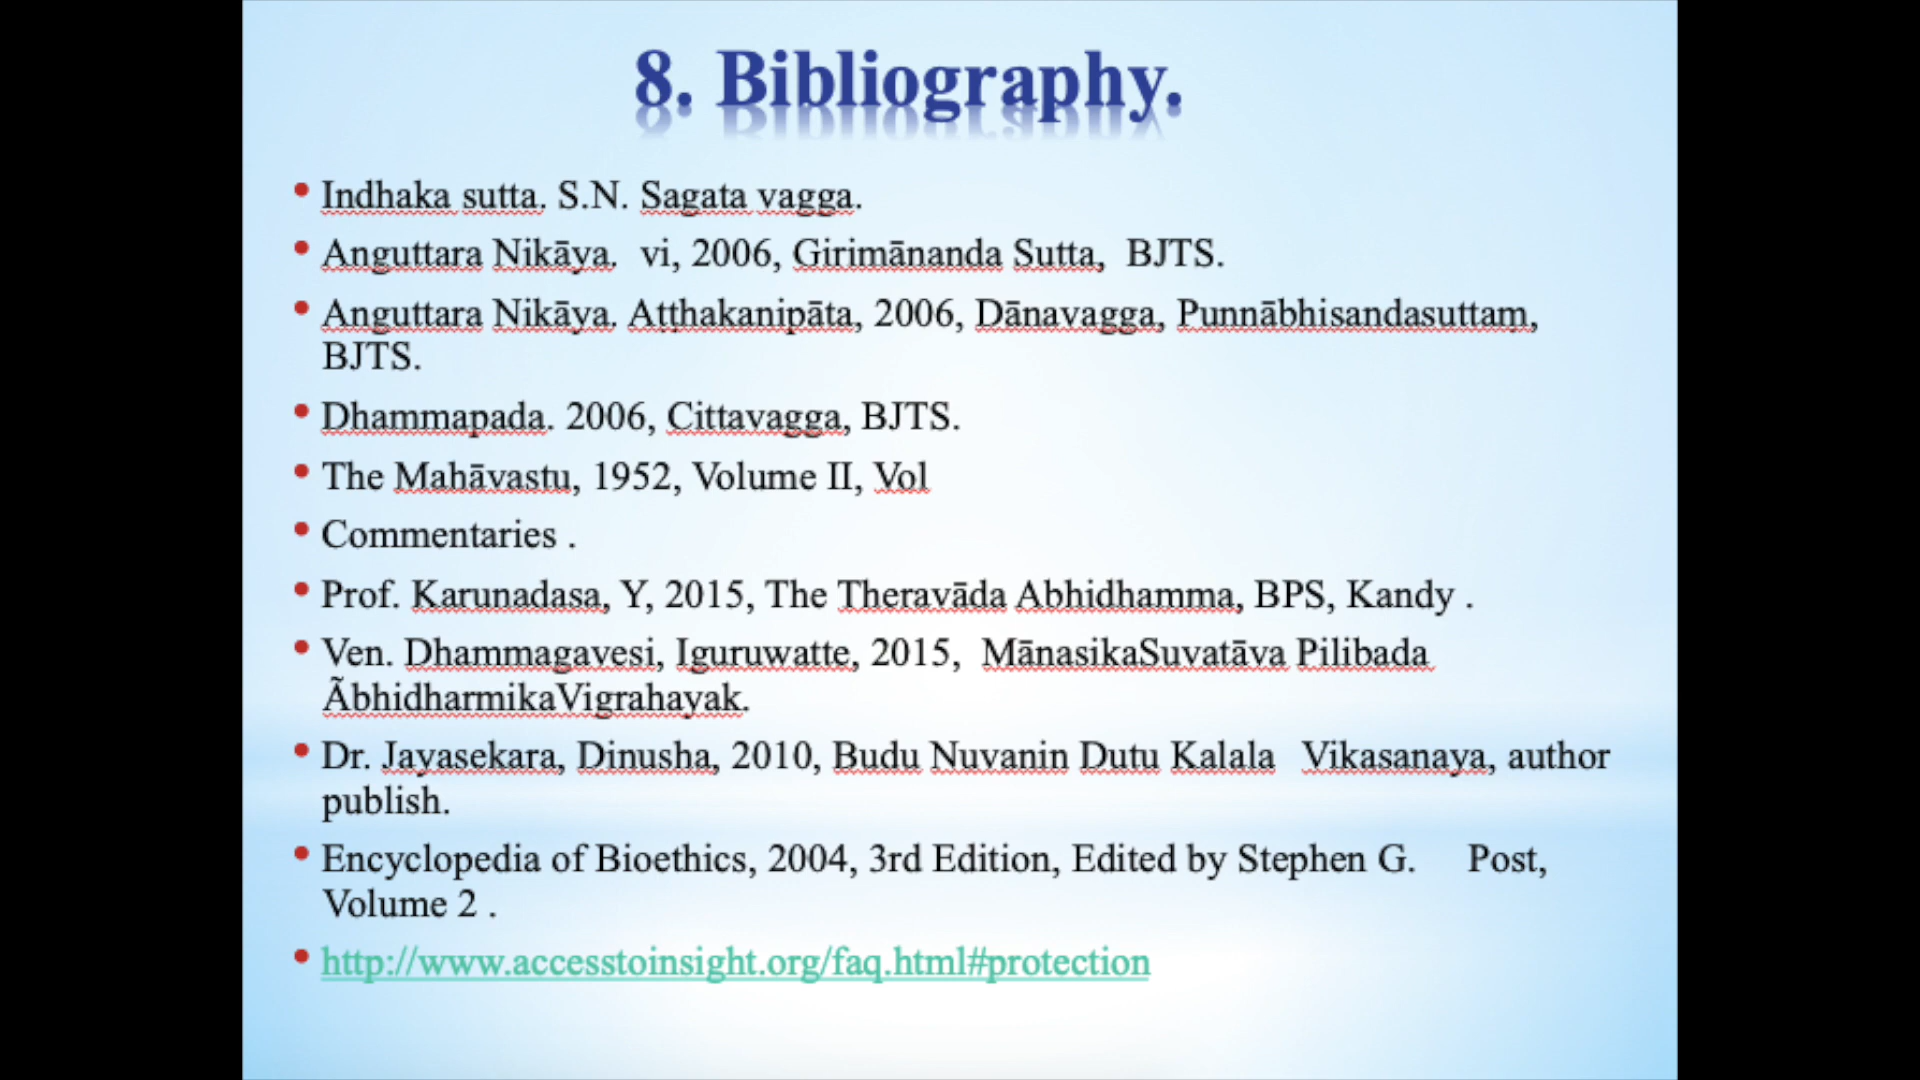 8. Bibliography.
Indhaka sutta. S.N. Sagata vagga.
Anguttara Nikāya. vi, 2006, Girimānanda Sutta, BJTS.
Anguttara Nikāya. Aṭṭhakanipāta, 2006, Dānavagga, Punnābhisandasuttaṃ,
BJTS.
Dhammapada. 2006, Cittavagga, BJTS.
The Mahāvastu, 1952, Volume II, Vol
Commentaries .
Prof. Karunadasa, Y, 2015, The Theravāda Abhidhamma, BPS, Kandy .
Ven. Dhammagavesi, Iguruwatte, 2015, MānasikaSuvatāva Pilibada
ÃbhidharmikaVigrahayak.
Dr. Jayasekara, Dinusha, 2010, Budu Nuvanin Dutu Kalala Vikasanaya, author
publish.
Encyclopedia of Bioethics, 2004, 3rd Edition, Edited by Stephen G. Post,
Volume 2 .
http://www.accesstoinsight.org/faq.html#protection